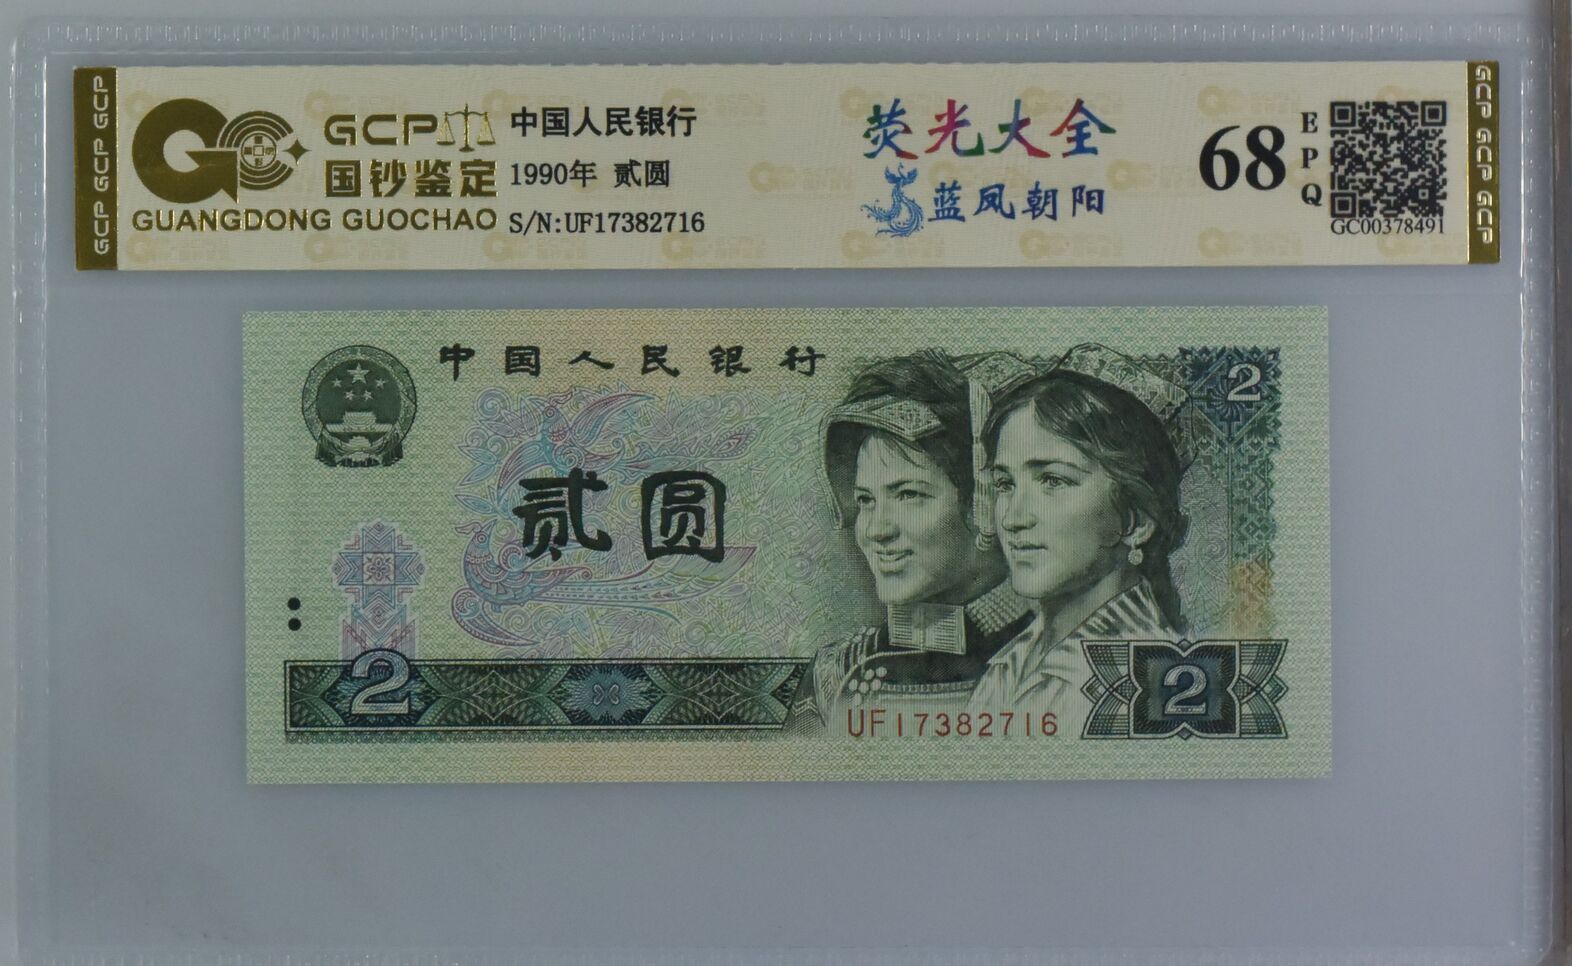 GCP GCP GCP
GCP
国钞鉴定
GUANGDONG GUOCHAO
中国人民银行
1990年 贰圆
S/N:UF17382716
荧光大全
蓝凤朝阳
68
EPQ
GC00378491
GCP GCP GCP
中国人民银行
2
贰圆
2
2
UF17382716